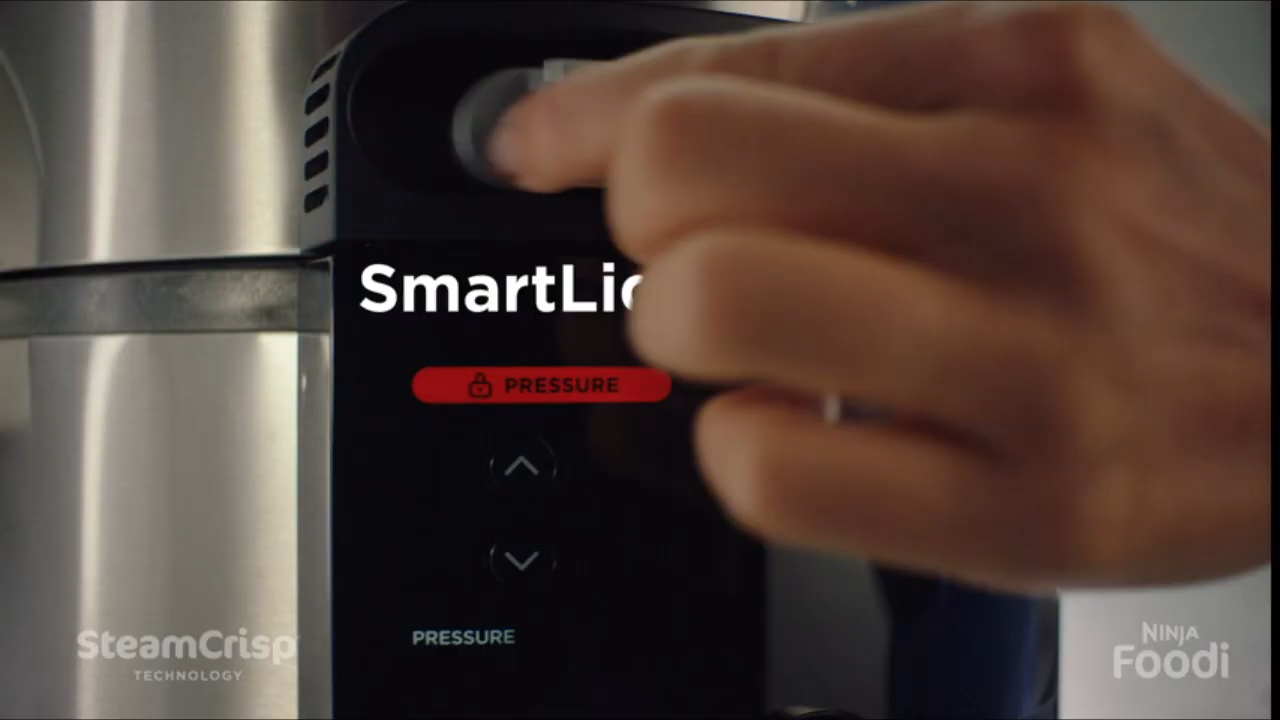 SmartLi
PRESSURE
PRESSURE
SteamCrisp
TECHNOLOGY
NINJA
Foodi